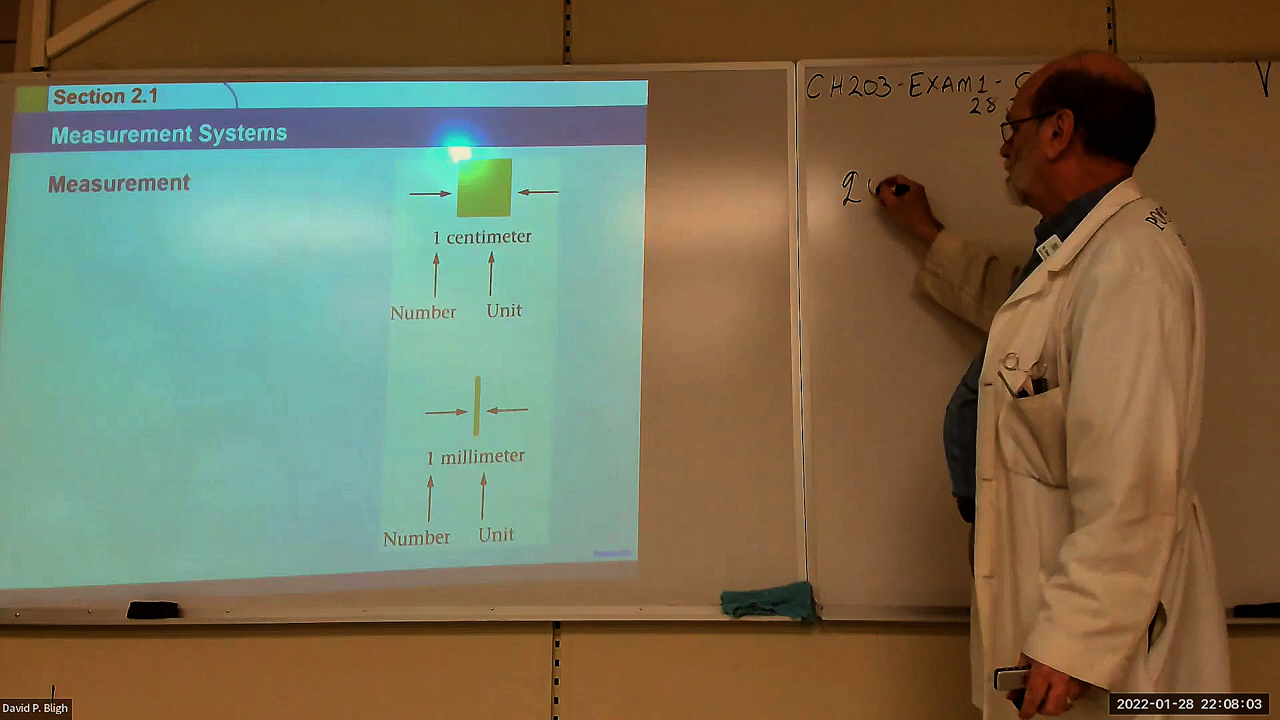 Section 2.1
Measurement Systems
Measurement
1 centimeter
Number Unit
1 millimeter
Number Unit
CH203-EXAM1-
28
2
David P. Bligh
2022-01-28 22:08:03